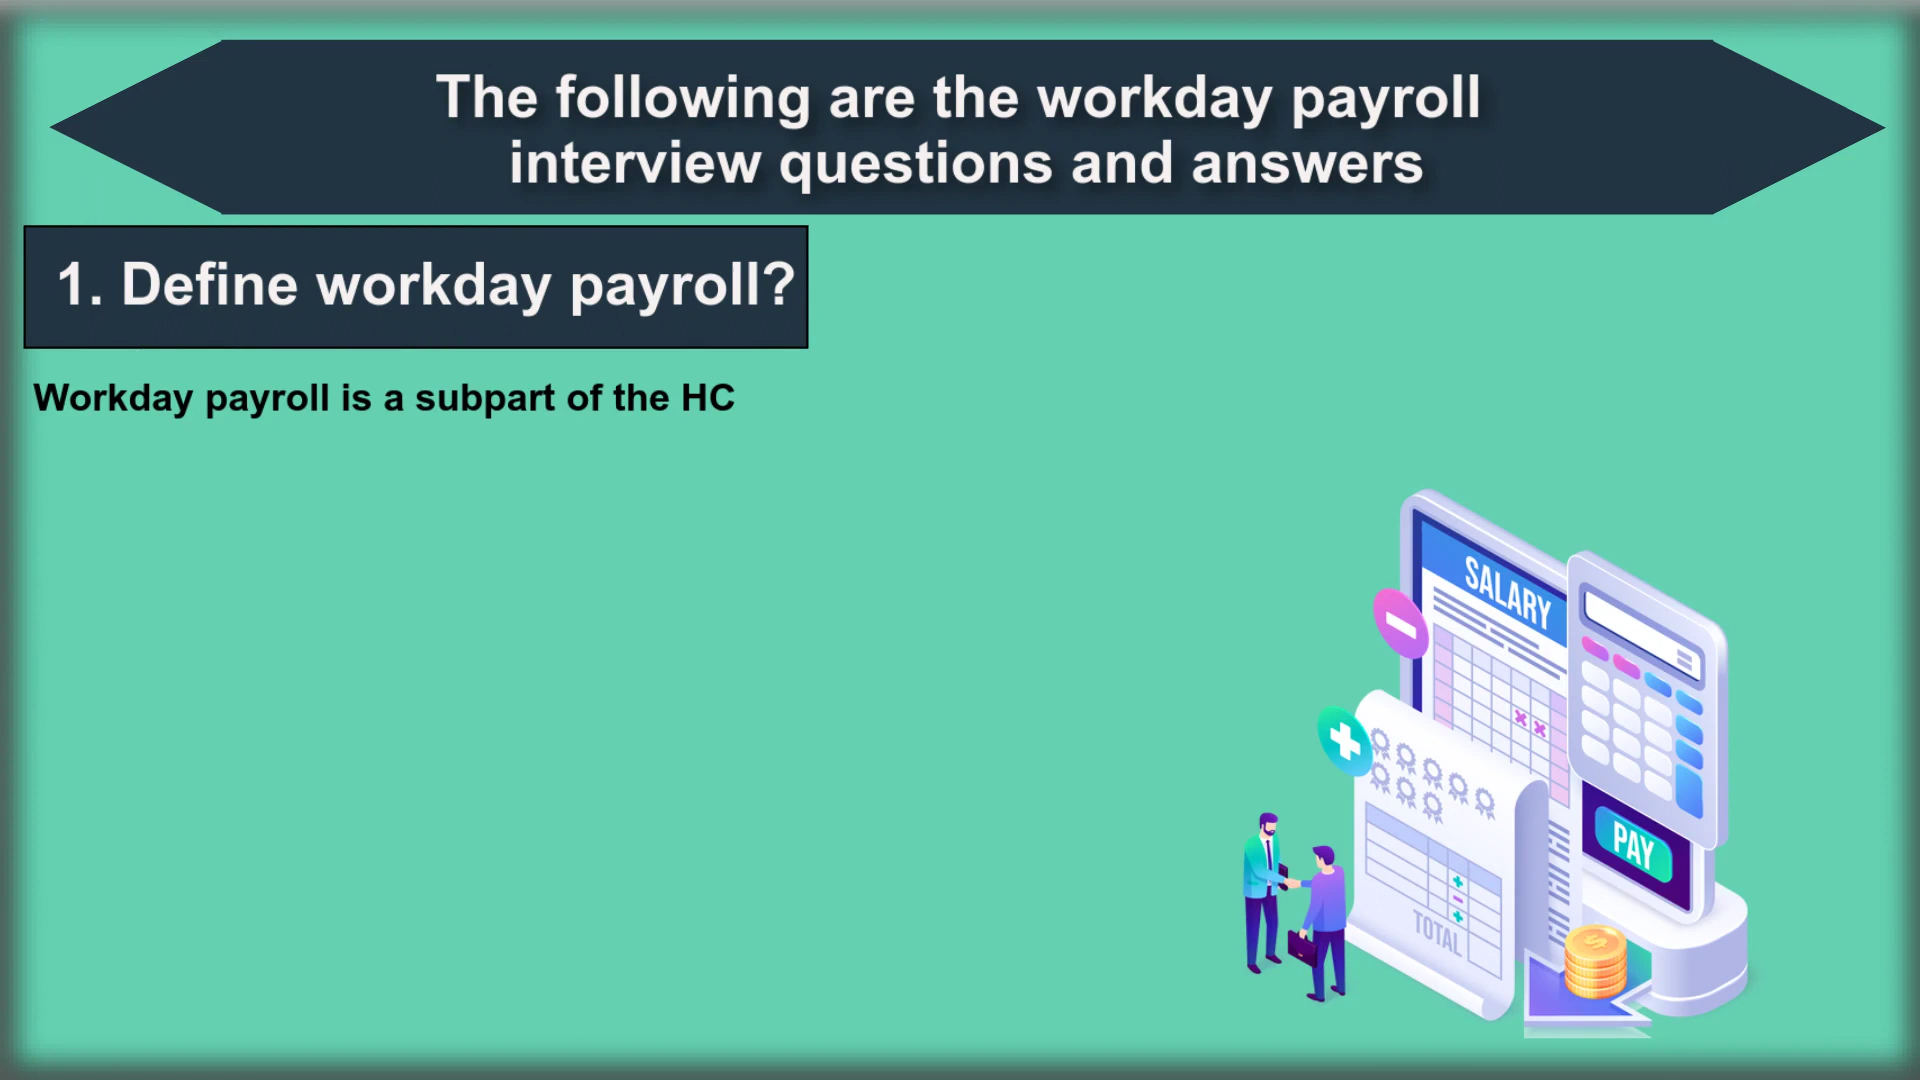 The following are the workday payroll
interview questions and answers
1. Define workday payroll?
Workday payroll is a subpart of the HC
SALARY
PAY
TOTAL